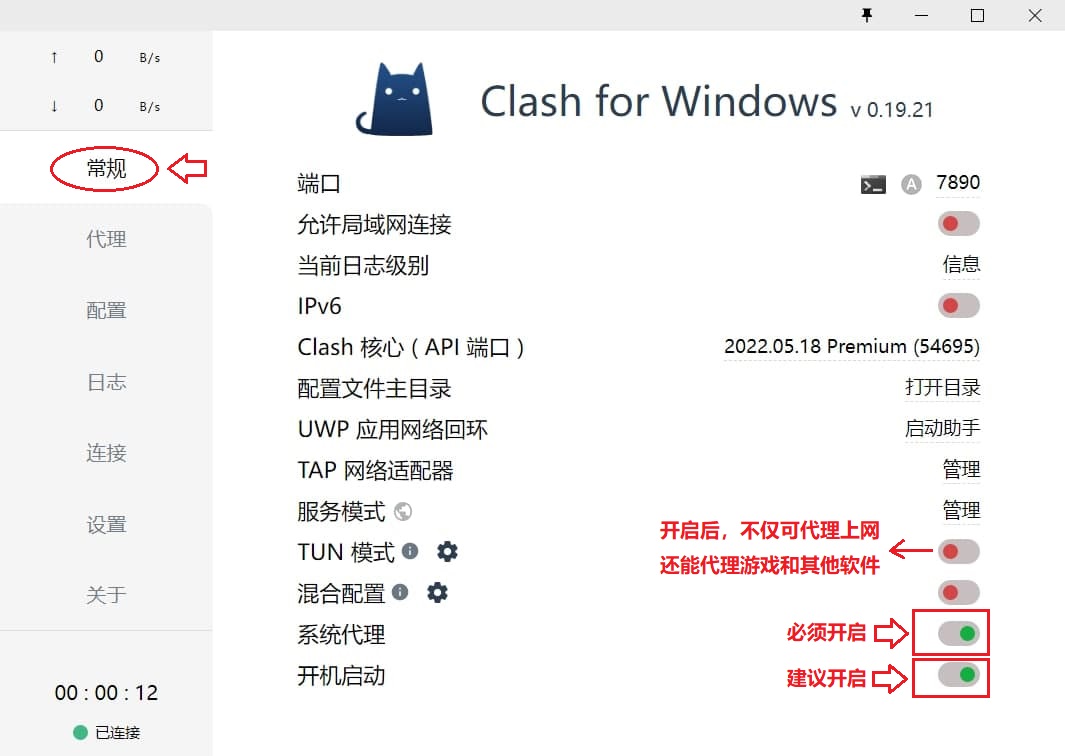 ↑ 0 B/s
↓ 0 B/s
常规
代理
配置
日志
连接
设置
关于
00 : 00 : 12
已连接
Clash for Windows v 0.19.21
端口 A 7890
允许局域网连接
当前日志级别 信息
IPv6
Clash 核心 ( API 端口 ) 2022.05.18 Premium (54695)
配置文件主目录 打开目录
UWP 应用网络回环 启动助手
TAP 网络适配器 管理
服务模式 管理
开启后，不仅可代理上网
TUN 模式
还能代理游戏和其他软件
混合配置
系统代理 必须开启
开机启动 建议开启